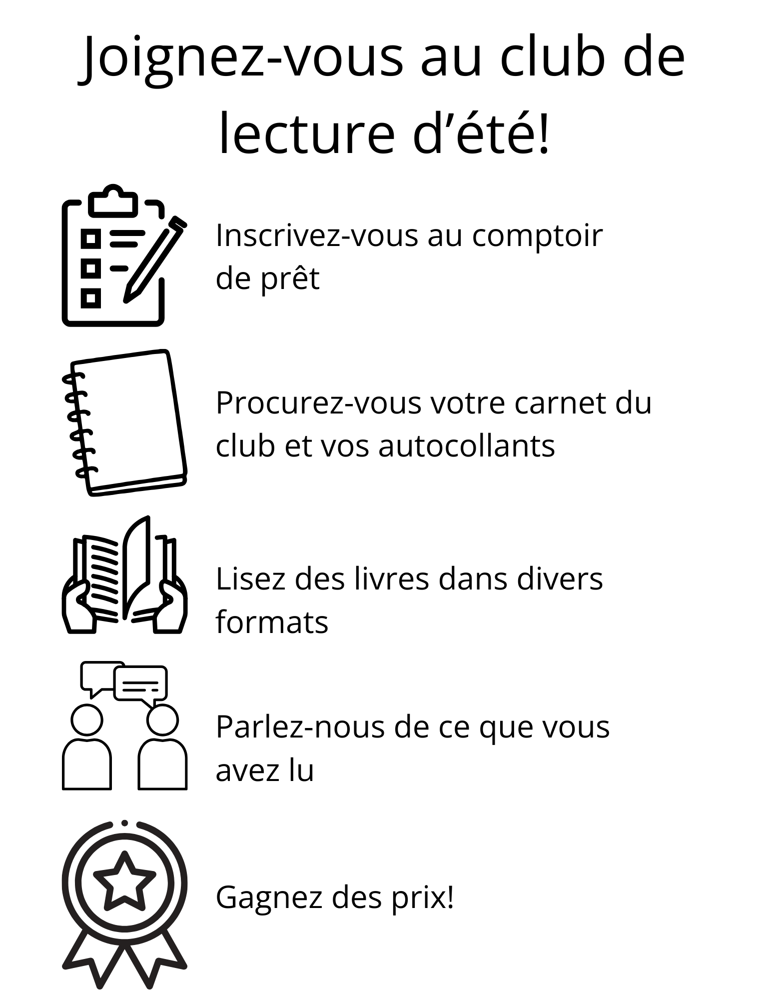 Joignez-vous au club de
lecture d’été!
Inscrivez-vous au comptoir
de prêt
Procurez-vous votre carnet du
club et vos autocollants
Lisez des livres dans divers
formats
Parlez-nous de ce que vous
avez lu
Gagnez des prix!